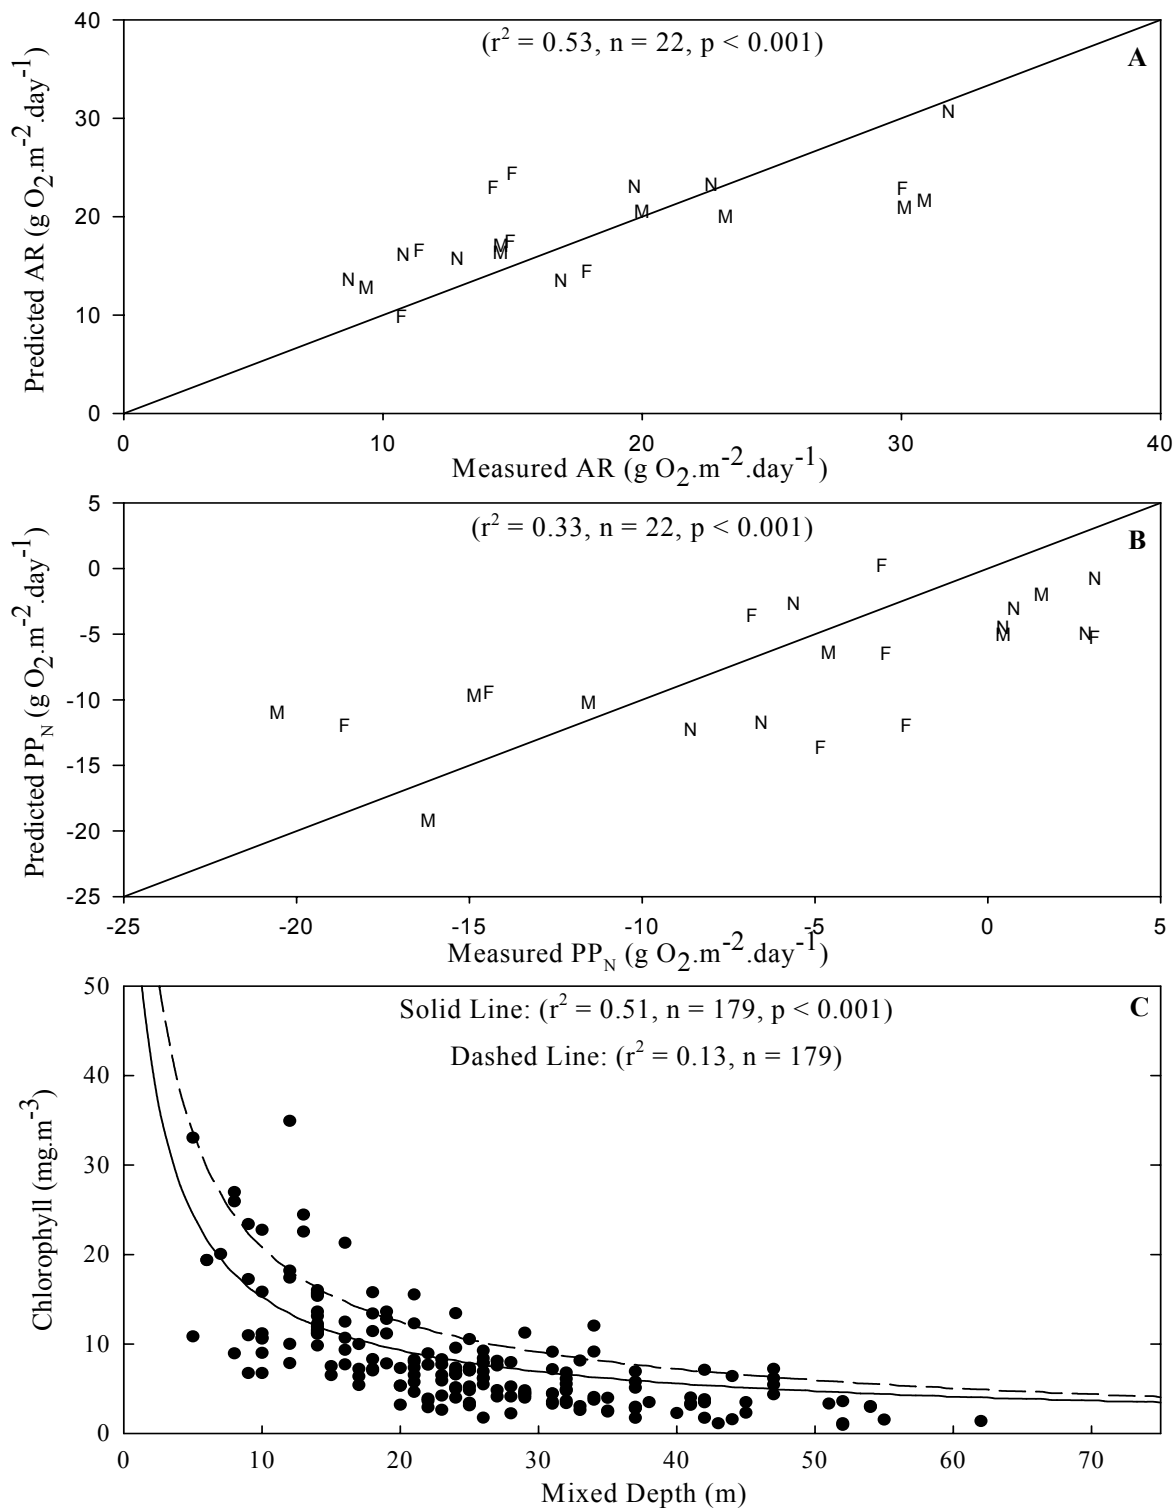 40
(r² = 0.53, n = 22, p < 0.001)
A
30
20
10
0
Predicted AR (g O₂.m⁻².day⁻¹)
N
F
F
N
N
F
M
M
M
M
N
F
M
F
N
M
N
F
M
N
F
F
0
10
20
30
40
Measured AR (g O₂.m⁻².day⁻¹)
5
(r² = 0.33, n = 22, p < 0.001)
B
0
-5
-10
-15
-20
-25
Predicted PP_N (g O₂.m⁻².day⁻¹)
F
N
N
M
F
N
N
M
N
F
M
F
M
F
M
M
F
N
N
F
F
M
-25
-20
-15
-10
-5
0
5
Measured PP_N (g O₂.m⁻².day⁻¹)
50
Solid Line: (r² = 0.51, n = 179, p < 0.001)
C
Dashed Line: (r² = 0.13, n = 179)
40
30
20
10
0
Chlorophyll (mg.m⁻³)
0
10
20
30
40
50
60
70
Mixed Depth (m)